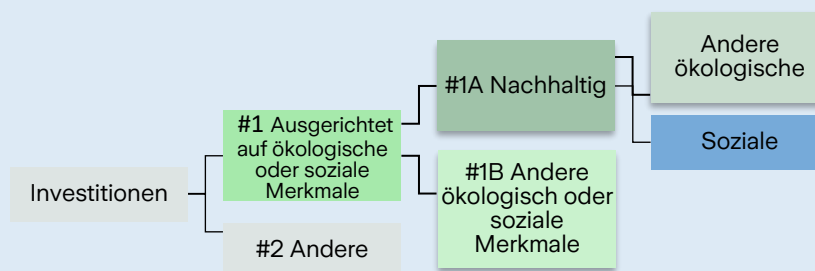 Andere
ökologische
#1A Nachhaltig
#1 Ausgerichtet
auf ökologische
oder soziale
Merkmale
Soziale
Investitionen
#1B Andere
ökologisch oder
soziale
Merkmale
#2 Andere